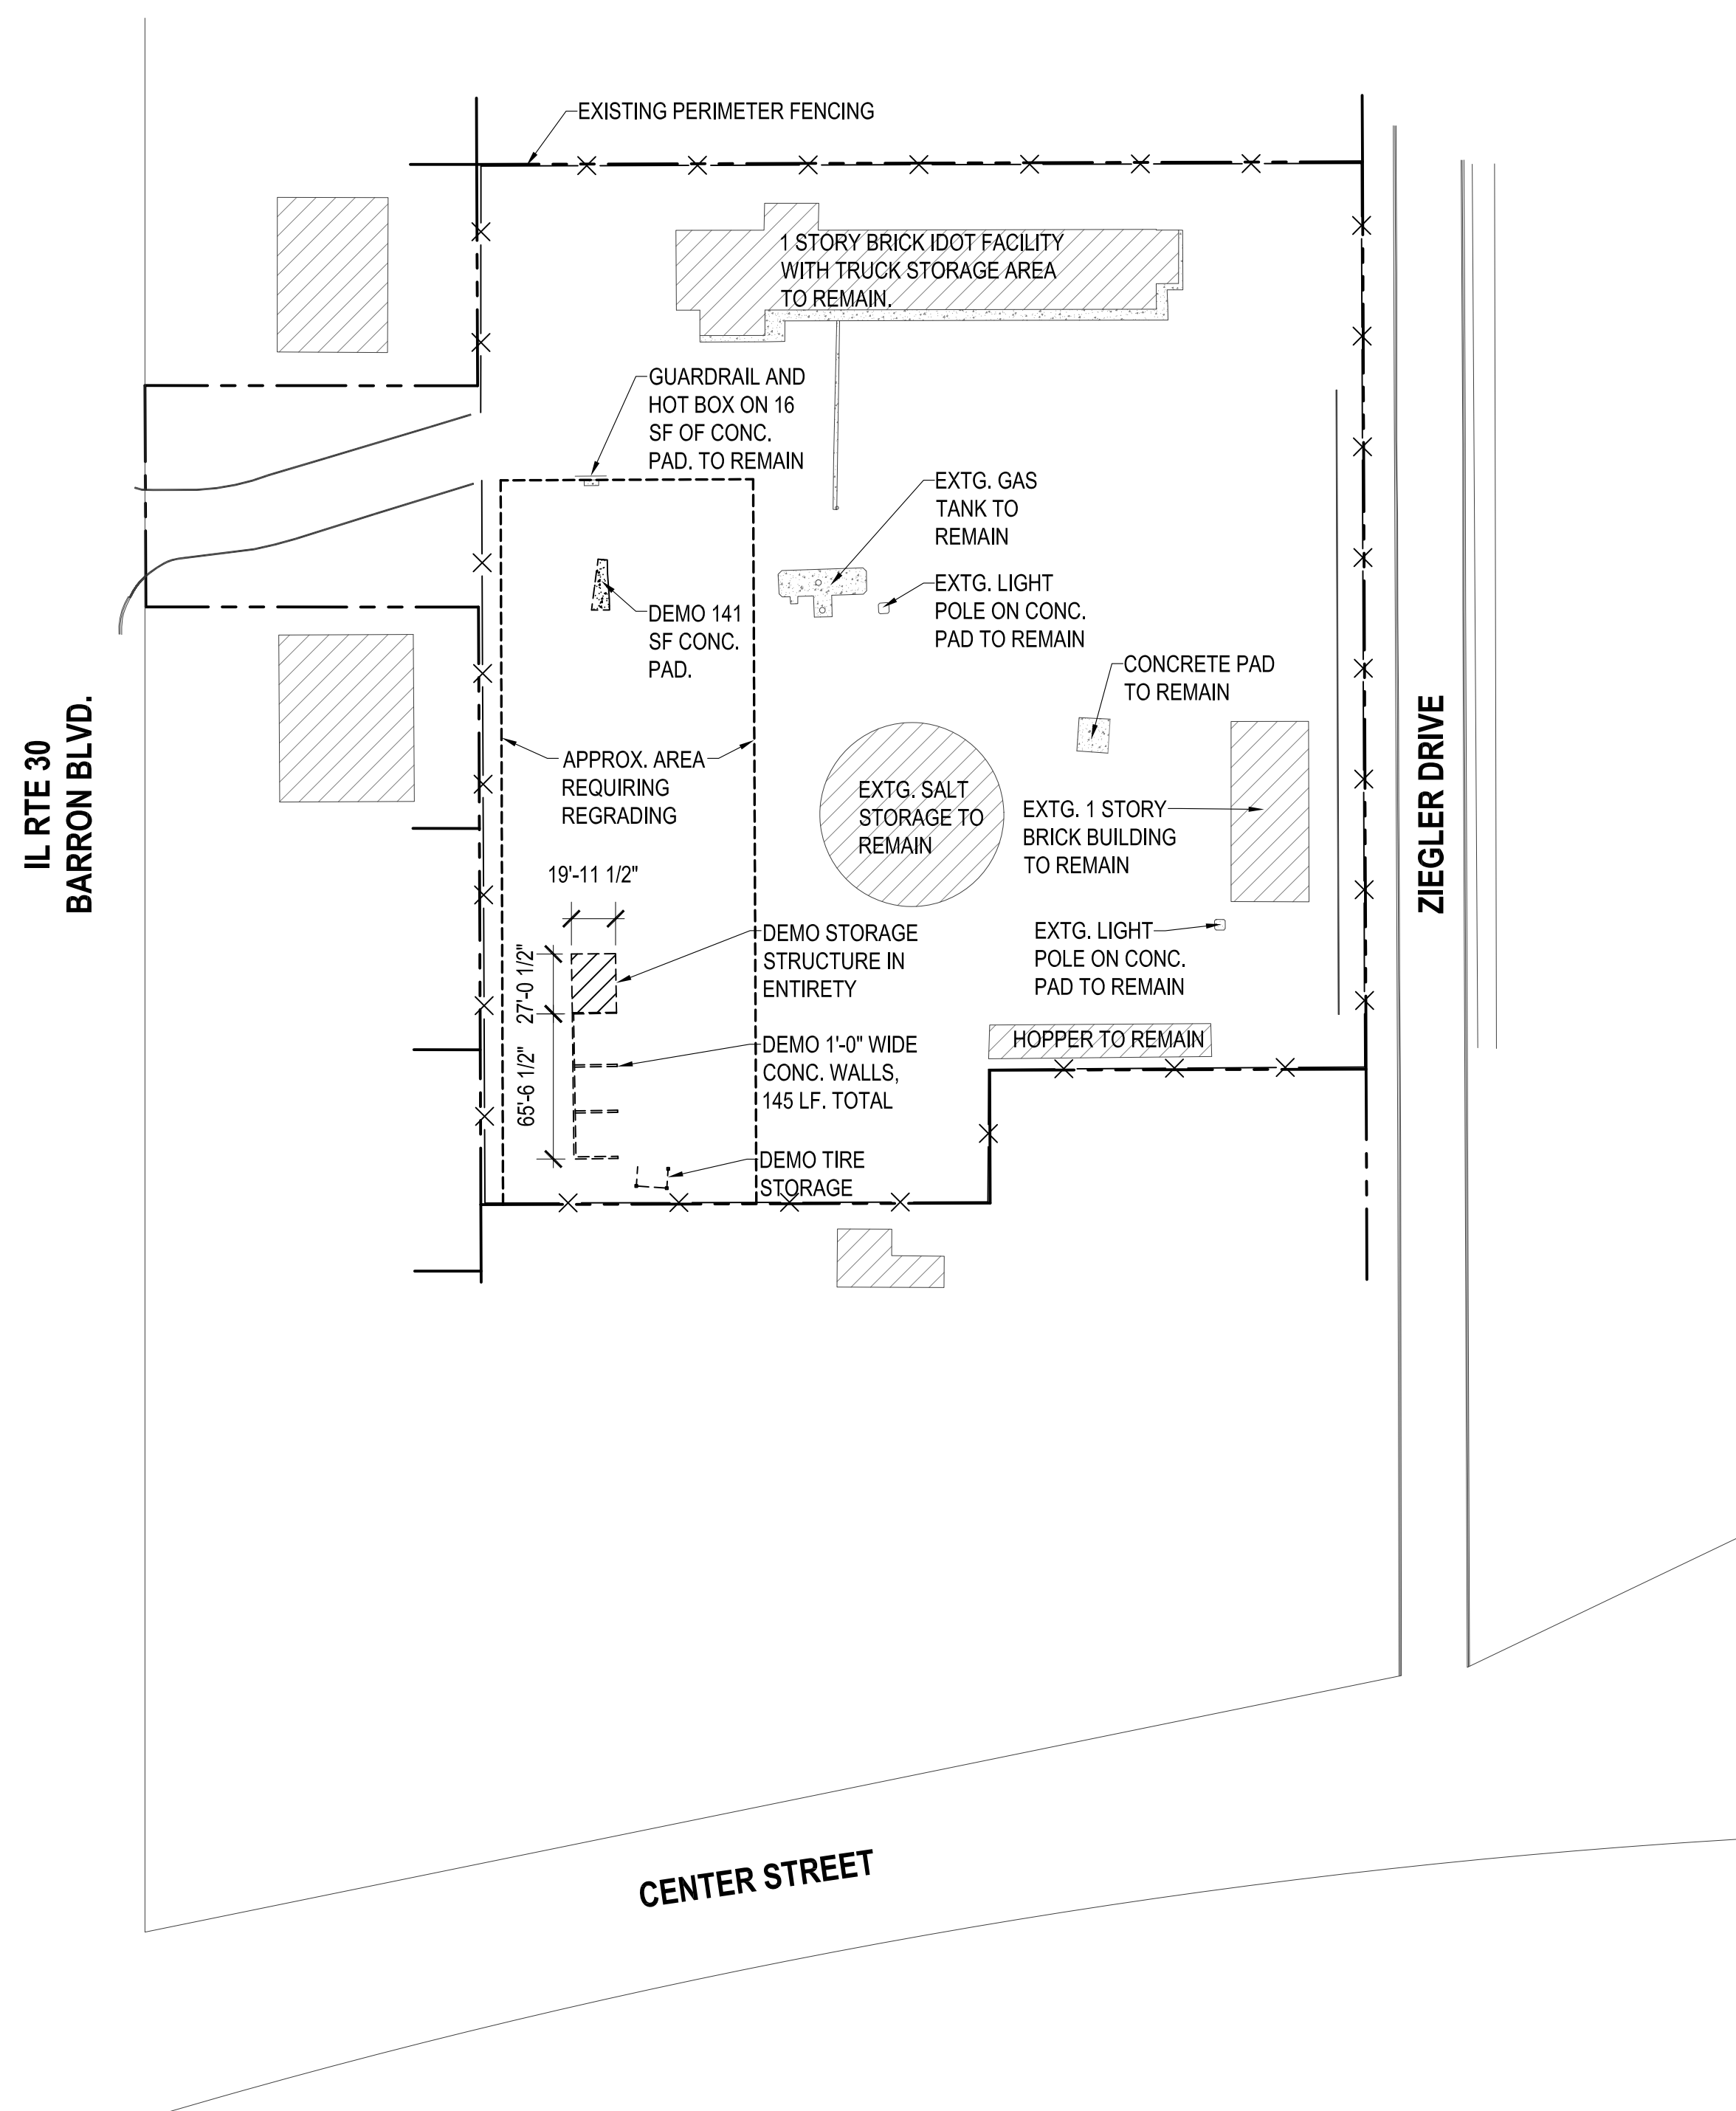 EXISTING PERIMETER FENCING
1 STORY BRICK IDOT FACILITY
WITH TRUCK STORAGE AREA
TO REMAIN.
GUARDRAIL AND
HOT BOX ON 16
SF OF CONC.
PAD. TO REMAIN
EXTG. GAS
TANK TO
REMAIN
EXTG. LIGHT
POLE ON CONC.
PAD TO REMAIN
DEMO 141
SF CONC.
PAD.
CONCRETE PAD
TO REMAIN
IL RTE 30
BARRON BLVD.
ZIEGLER DRIVE
APPROX. AREA
REQUIRING
REGRADING
EXTG. SALT
STORAGE TO
REMAIN
EXTG. 1 STORY
BRICK BUILDING
TO REMAIN
19'-11 1/2"
27'-0 1/2"
65'-6 1/2"
DEMO STORAGE
STRUCTURE IN
ENTIRETY
EXTG. LIGHT
POLE ON CONC.
PAD TO REMAIN
HOPPER TO REMAIN
DEMO 1'-0" WIDE
CONC. WALLS,
145 LF. TOTAL
DEMO TIRE
STORAGE
CENTER STREET